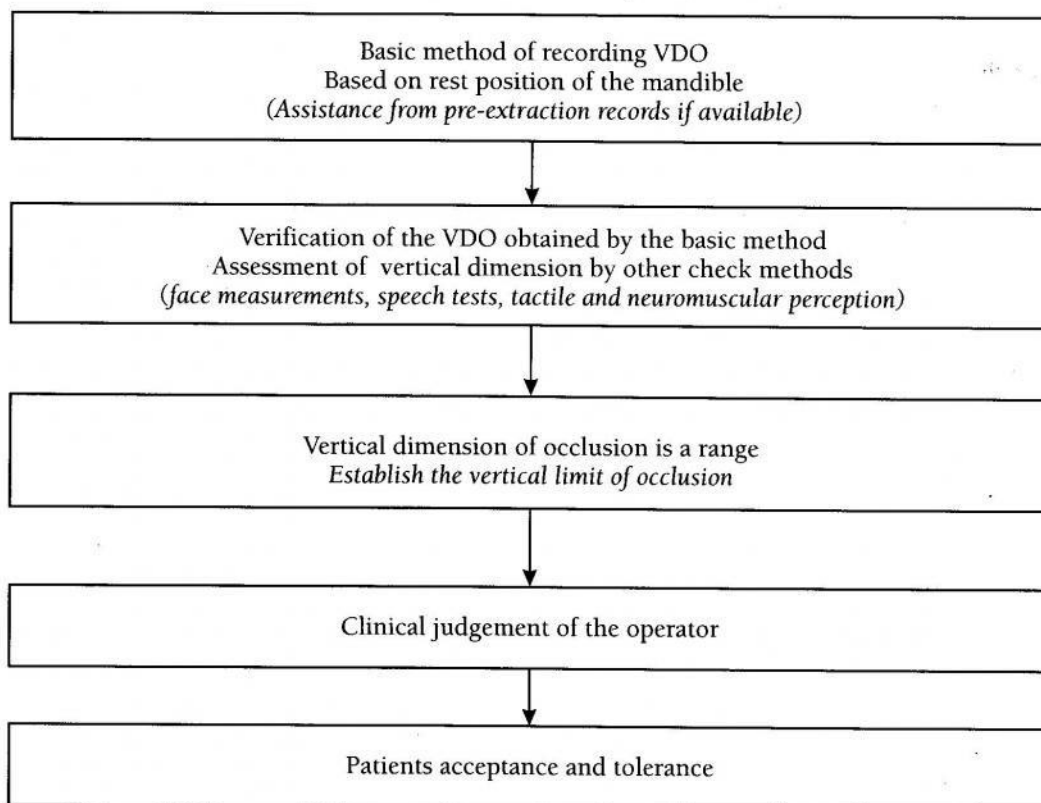 Basic method of recording VDO
Based on rest position of the mandible
(Assistance from pre-extraction records if available)
Verification of the VDO obtained by the basic method
Assessment of vertical dimension by other check methods
(face measurements, speech tests, tactile and neuromuscular perception)
Vertical dimension of occlusion is a range
Establish the vertical limit of occlusion
Clinical judgement of the operator
Patients acceptance and tolerance